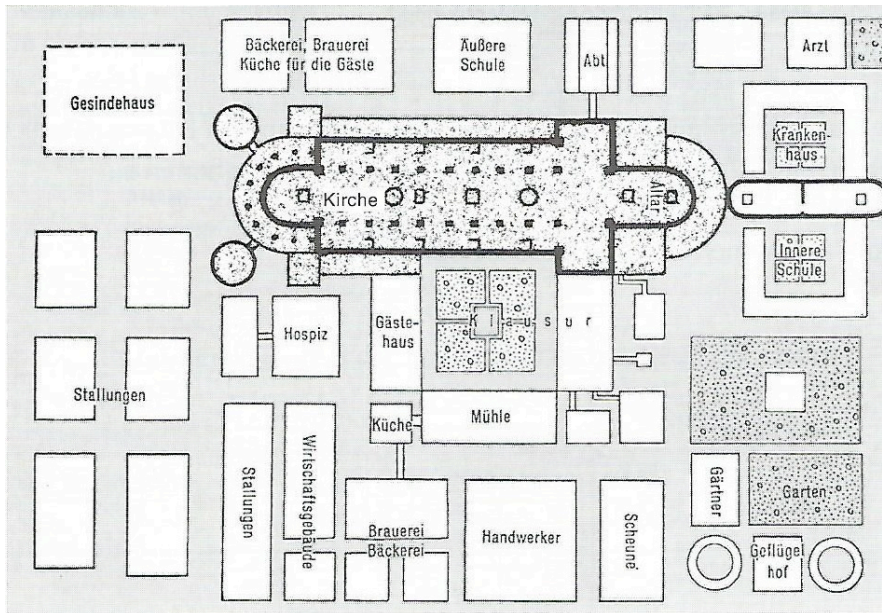 Bäckerei, Brauerei
Küche für die Gäste
Äußere
Schule
Abt
Arzt
Gesindehaus
Kranken-
haus
Kirche
Altar
Innere
Schule
Hospiz
Gäste-
haus
Klausur
Stallungen
Küche
Mühle
Stallungen
Wirtschaftsgebäude
Brauerei
Bäckerei
Handwerker
Scheune
Gärtner
Garten
Geflügel
hof